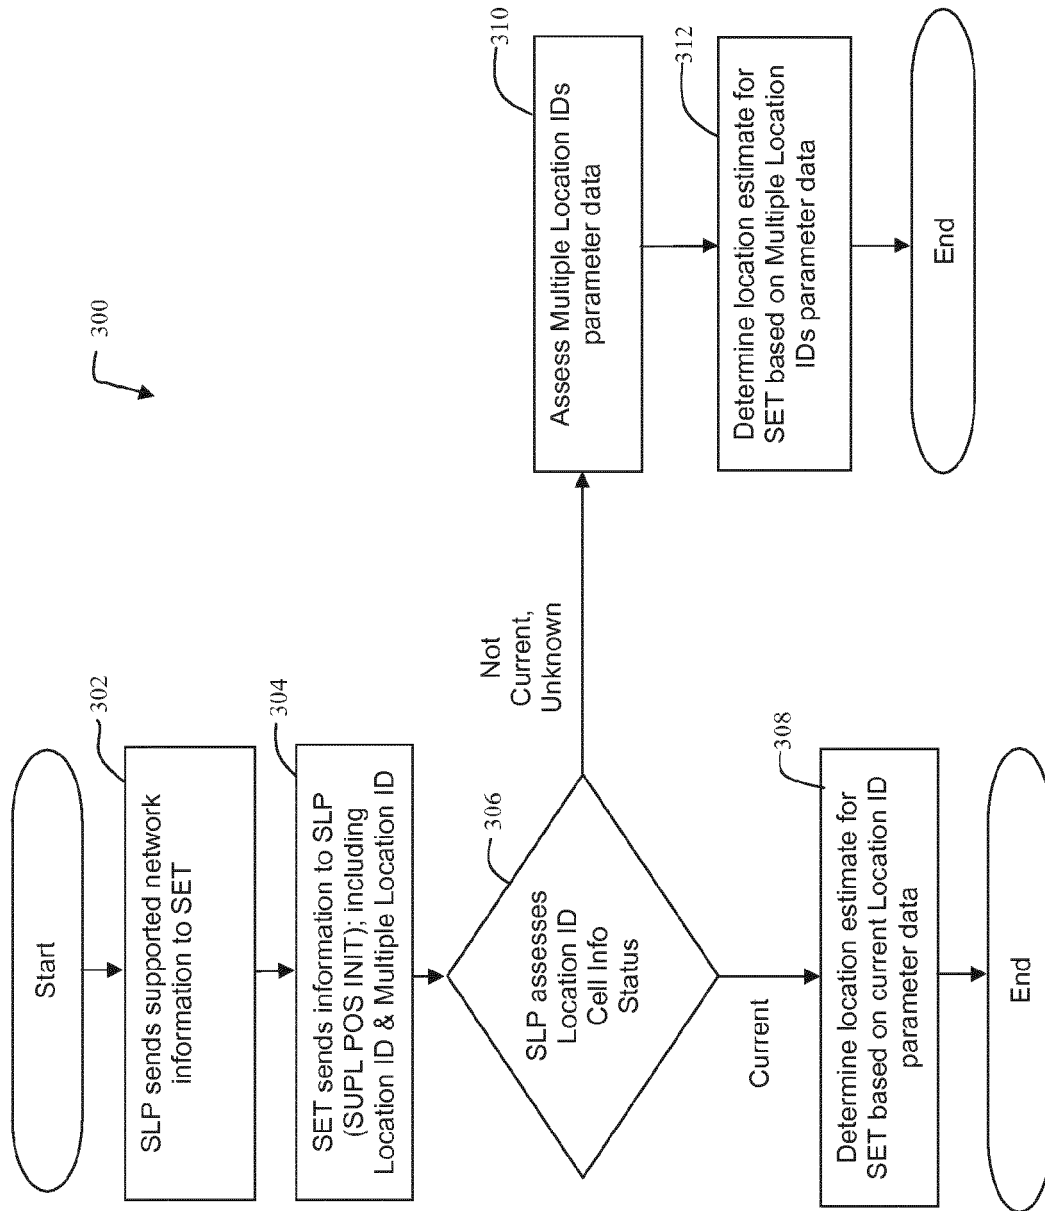 300
Start
302
SLP sends supported network
information to SET
304
SET sends information to SLP
(SUPL POS INIT); including
Location ID & Multiple Location ID
306
SLP assesses
Location ID
Cell Info
Status
Not
Current,
Unknown
Current
308
Determine location estimate for
SET based on current Location ID
parameter data
End
310
Assess Multiple Location IDs
parameter data
312
Determine location estimate for
SET based on Multiple Location
IDs parameter data
End